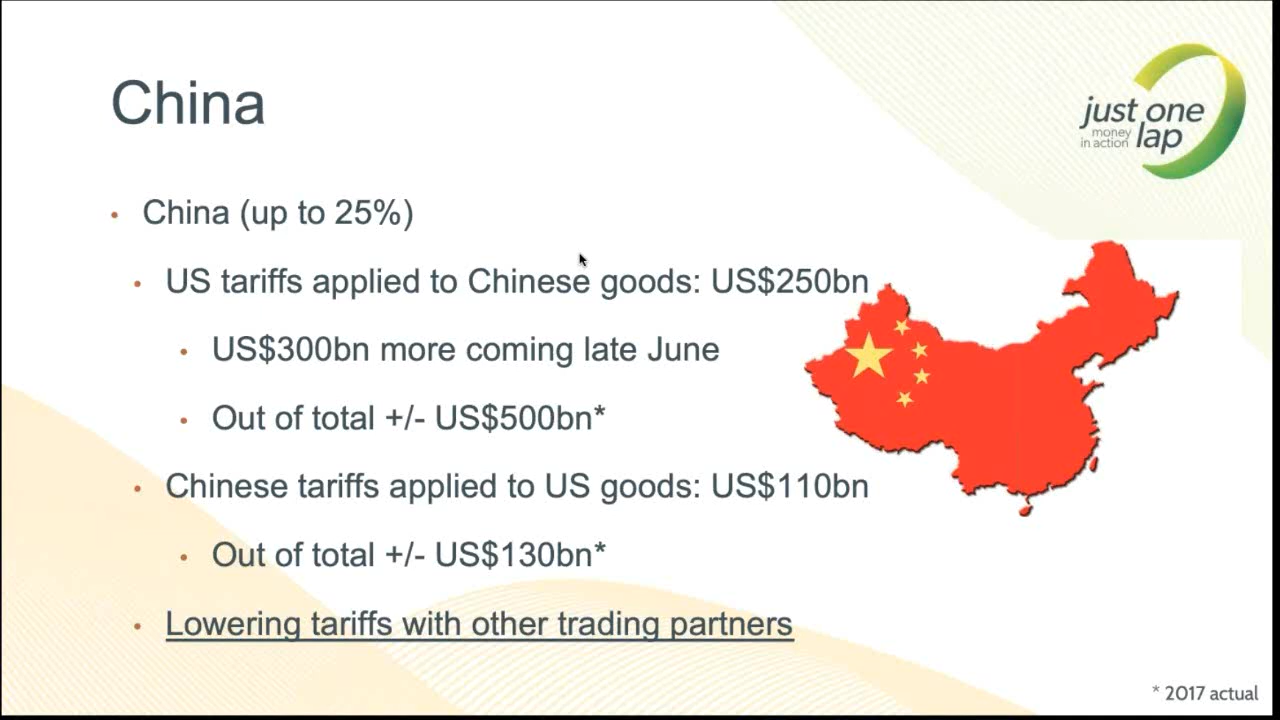 China
just one
money
in action lap
• China (up to 25%)
• US tariffs applied to Chinese goods: US$250bn
• US$300bn more coming late June
• Out of total +/- US$500bn*
• Chinese tariffs applied to US goods: US$110bn
• Out of total +/- US$130bn*
• Lowering tariffs with other trading partners
* 2017 actual